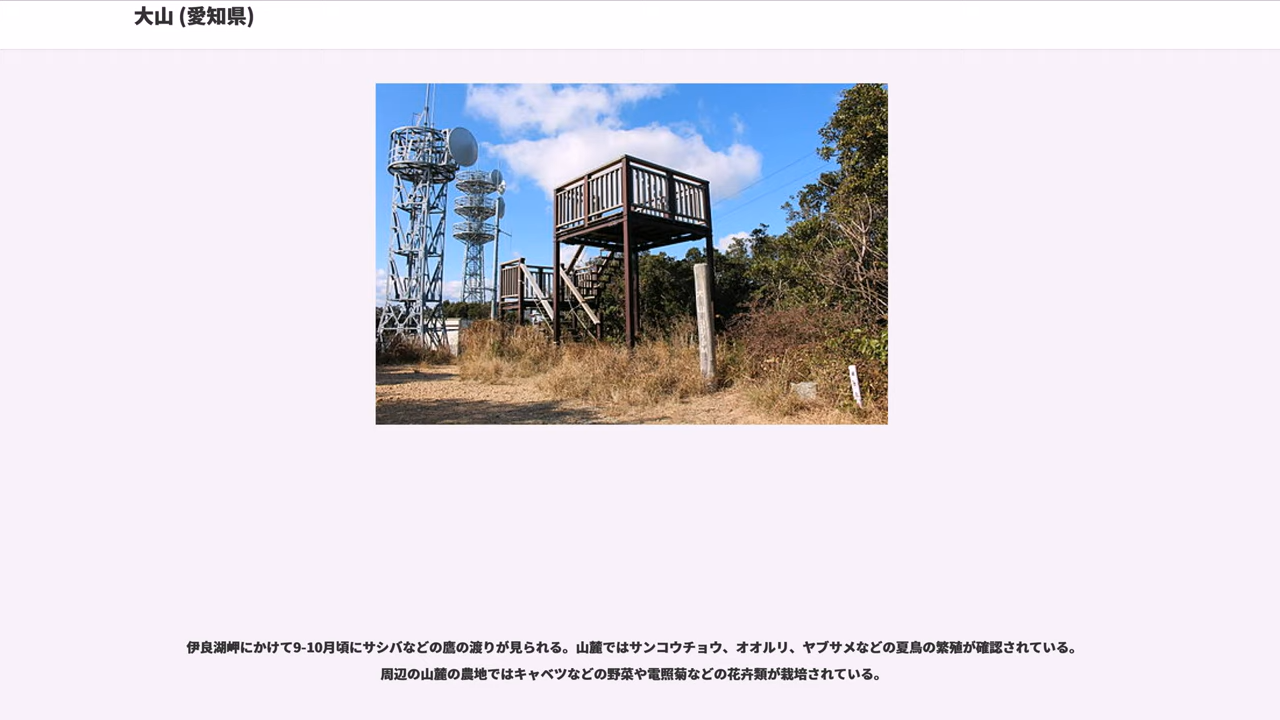 大山 (愛知県)
伊良湖岬にかけて9-10月頃にサシバなどの鷹の渡りが見られる。山麓ではサンコウチョウ、オオルリ、ヤブサメなどの夏鳥の繁殖が確認されている。
周辺の山麓の農地ではキャベツなどの野菜や電照菊などの花卉類が栽培されている。